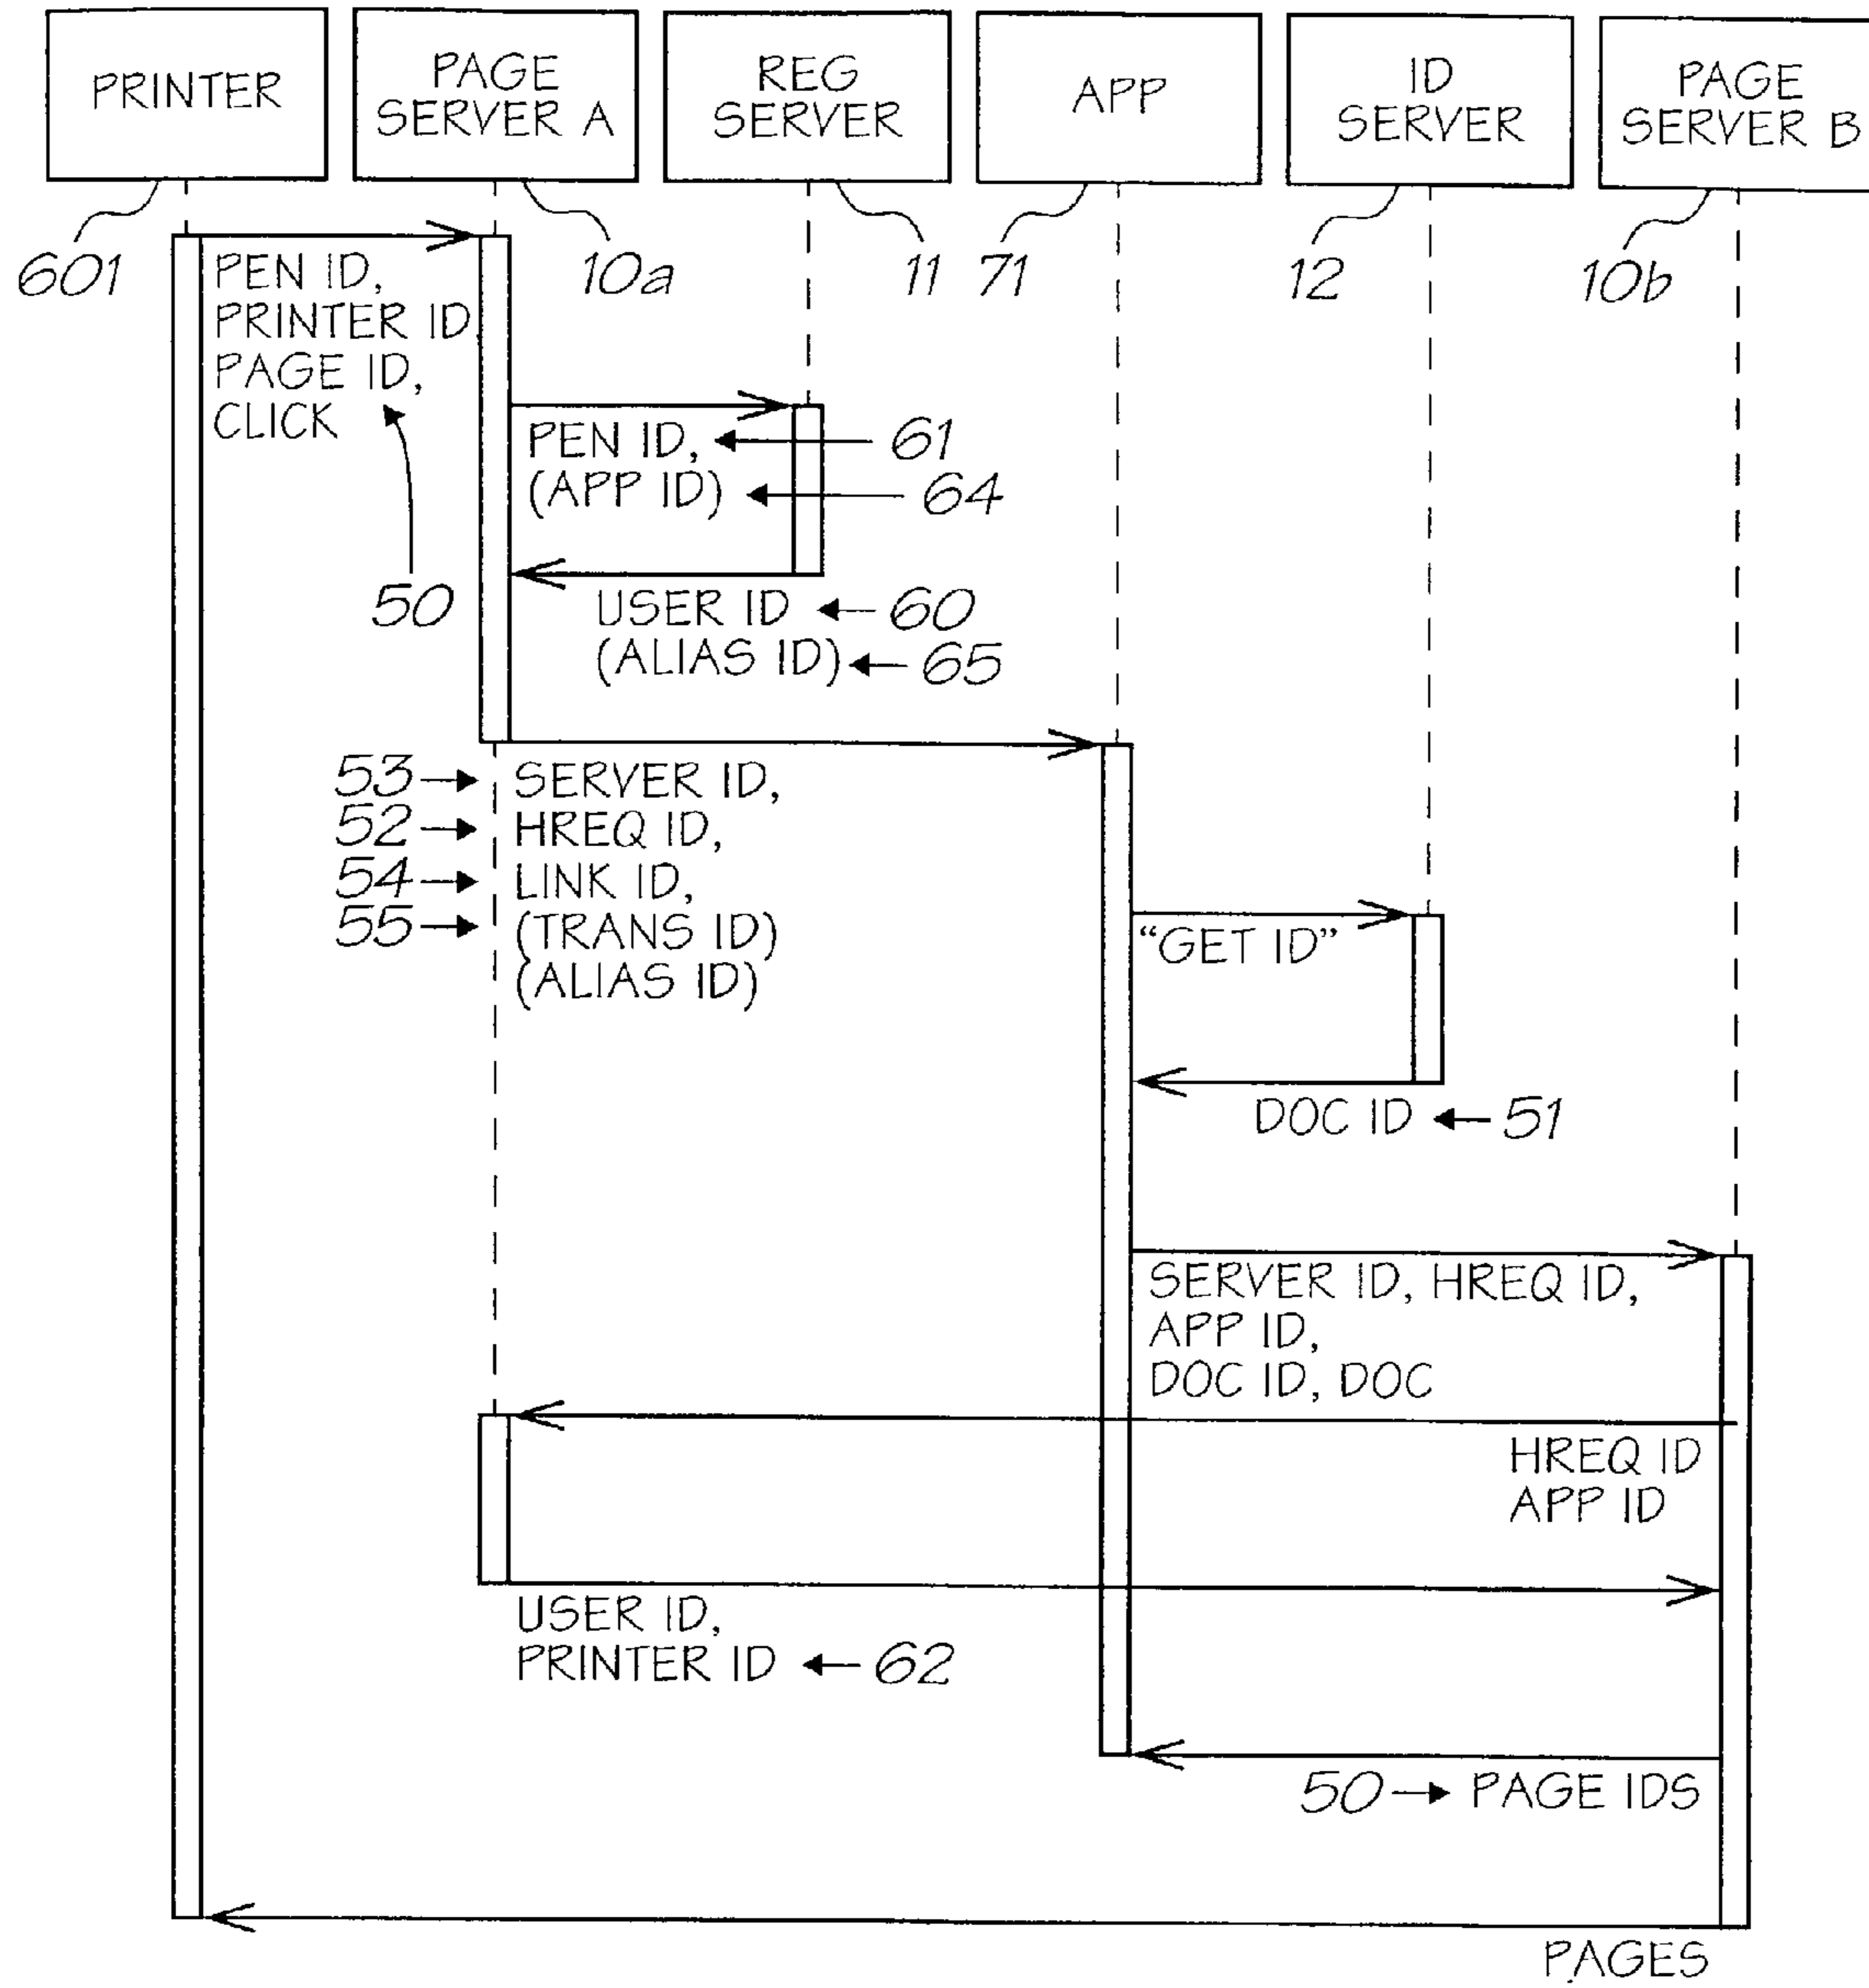 PRINTER
PAGE
SERVER A
REG
SERVER
APP
ID
SERVER
PAGE
SERVER B
601
10a
11
71
12
10b
PEN ID,
PRINTER ID
PAGE ID,
CLICK
50
PEN ID,
61
(APP ID)
64
USER ID
60
(ALIAS ID)
65
53
SERVER ID,
52
HREQ ID,
54
LINK ID,
55
(TRANS ID)
(ALIAS ID)
“GET ID”
DOC ID
51
SERVER ID, HREQ ID,
APP ID,
DOC ID, DOC
HREQ ID
APP ID
USER ID,
PRINTER ID
62
50
PAGE IDS
PAGES